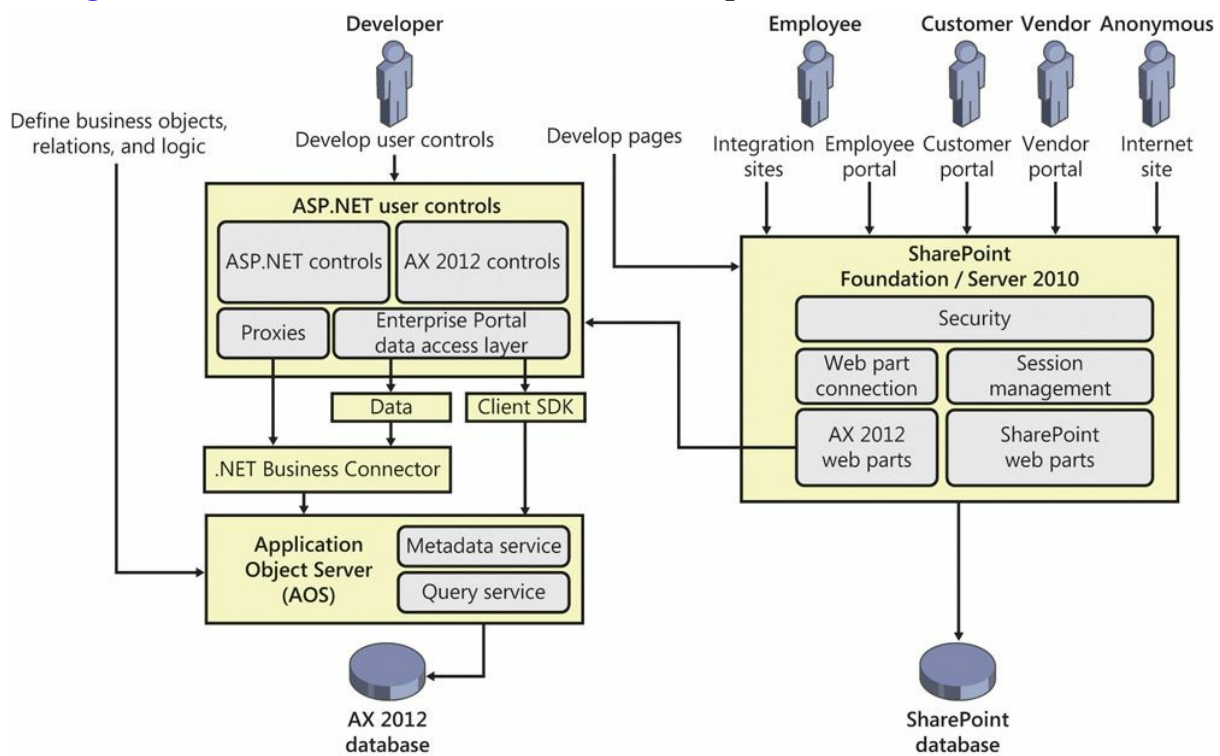 Developer
Employee
Customer
Vendor
Anonymous
Define business objects,
relations, and logic
Develop user controls
Develop pages
Integration
sites
Employee
portal
Customer
portal
Vendor
portal
Internet
site
ASP.NET user controls
ASP.NET controls
AX 2012 controls
Proxies
Enterprise Portal
data access layer
Data
Client SDK
.NET Business Connector
Application
Object Server
(AOS)
Metadata service
Query service
AX 2012
database
SharePoint
Foundation / Server 2010
Security
Web part
connection
Session
management
AX 2012
web parts
SharePoint
web parts
SharePoint
database